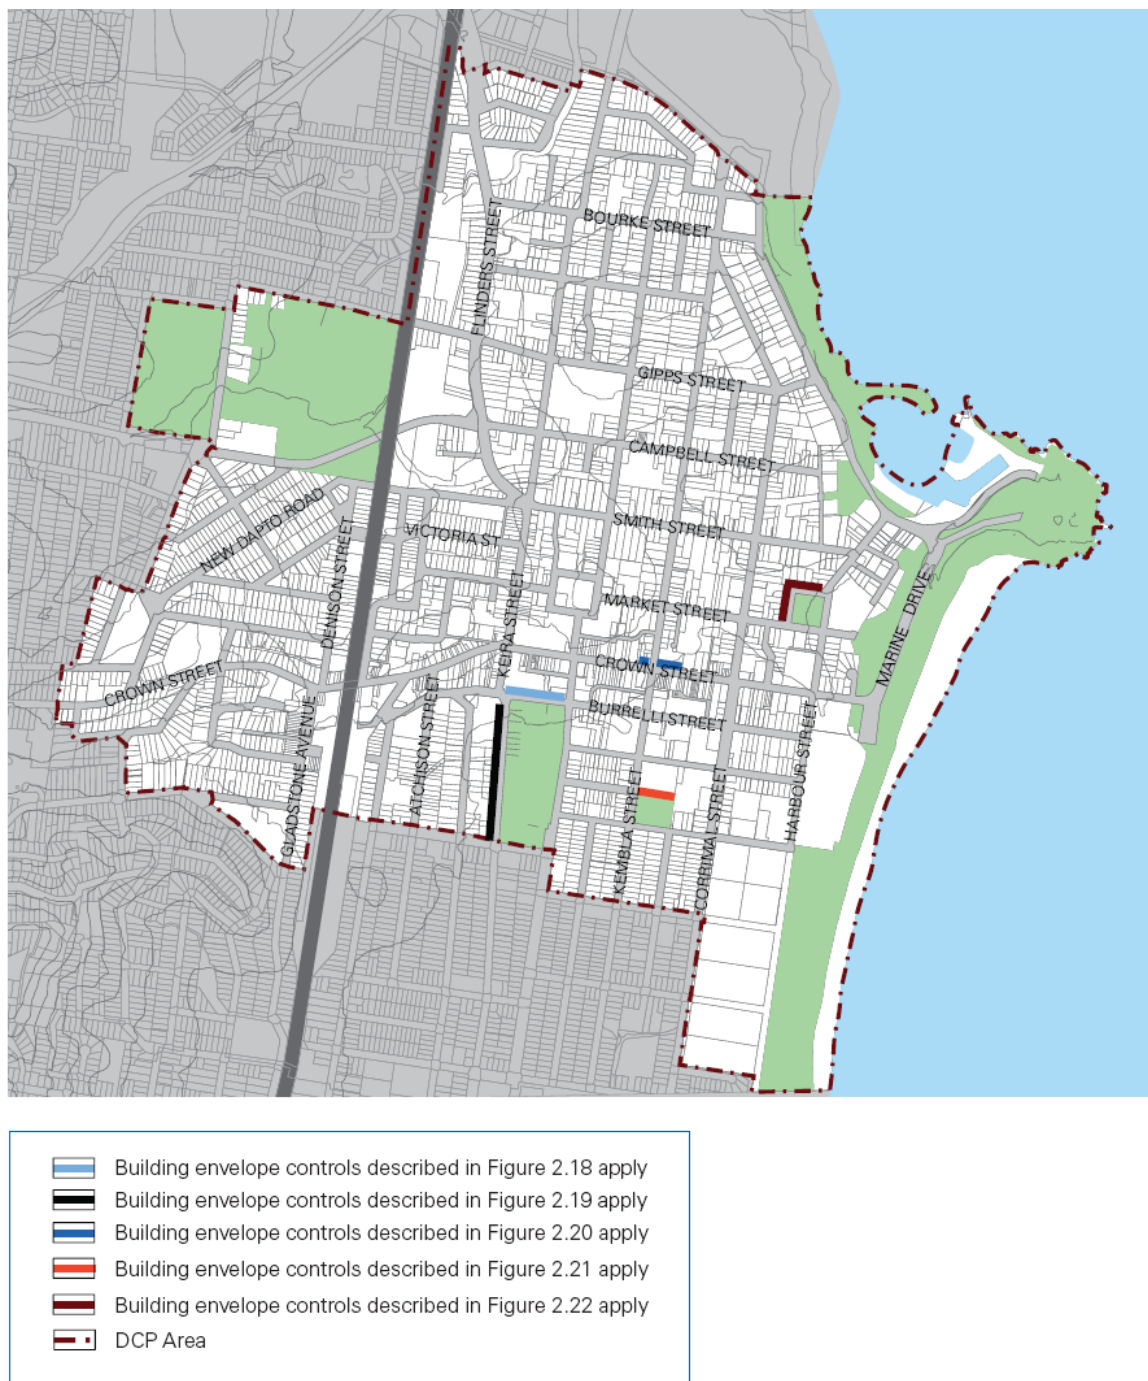 BOURKE STREET
FLINDERS STREET
GIPPS STREET
CAMPBELL STREET
NEW DAPTO ROAD
SMITH STREET
VICTORIA ST
DENISON STREET
KEIRA STREET
MARKET STREET
MARINE DRIVE
CROWN STREET
CROWN STREET
BURRELLI STREET
ATCHISON STREET
GLADSTONE AVENUE
HARBOUR STREET
KEMBLA STREET
CORRIMAL STREET
Building envelope controls described in Figure 2.18 apply
Building envelope controls described in Figure 2.19 apply
Building envelope controls described in Figure 2.20 apply
Building envelope controls described in Figure 2.21 apply
Building envelope controls described in Figure 2.22 apply
DCP Area